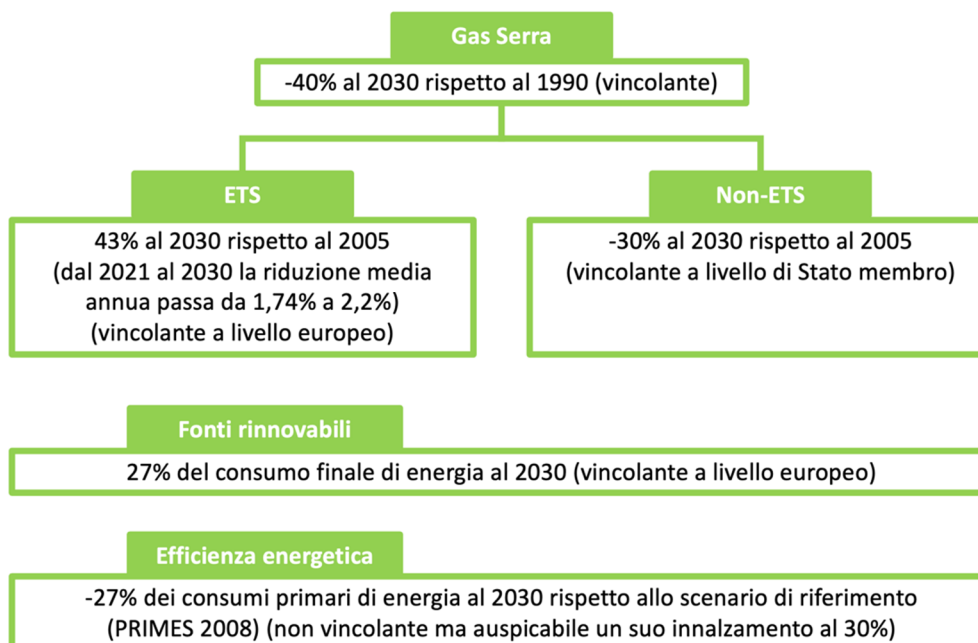 Gas Serra
-40% al 2030 rispetto al 1990 (vincolante)
ETS
43% al 2030 rispetto al 2005
(dal 2021 al 2030 la riduzione media
annua passa da 1,74% a 2,2%)
(vincolante a livello europeo)
Non-ETS
-30% al 2030 rispetto al 2005
(vincolante a livello di Stato membro)
Fonti rinnovabili
27% del consumo finale di energia al 2030 (vincolante a livello europeo)
Efficienza energetica
-27% dei consumi primari di energia al 2030 rispetto allo scenario di riferimento
(PRIMES 2008) (non vincolante ma auspicabile un suo innalzamento al 30%)